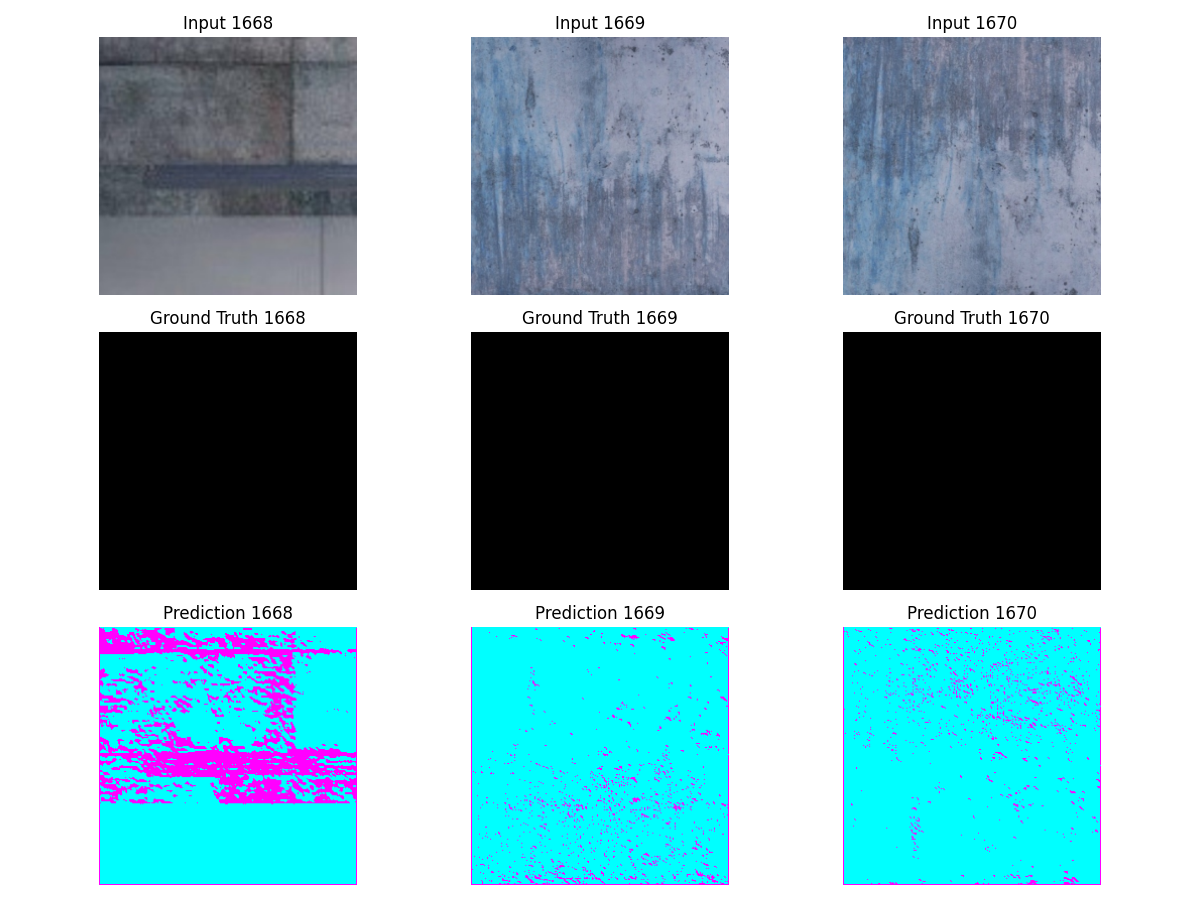 Input 1668
Input 1669
Input 1670
Ground Truth 1668
Ground Truth 1669
Ground Truth 1670
Prediction 1668
Prediction 1669
Prediction 1670